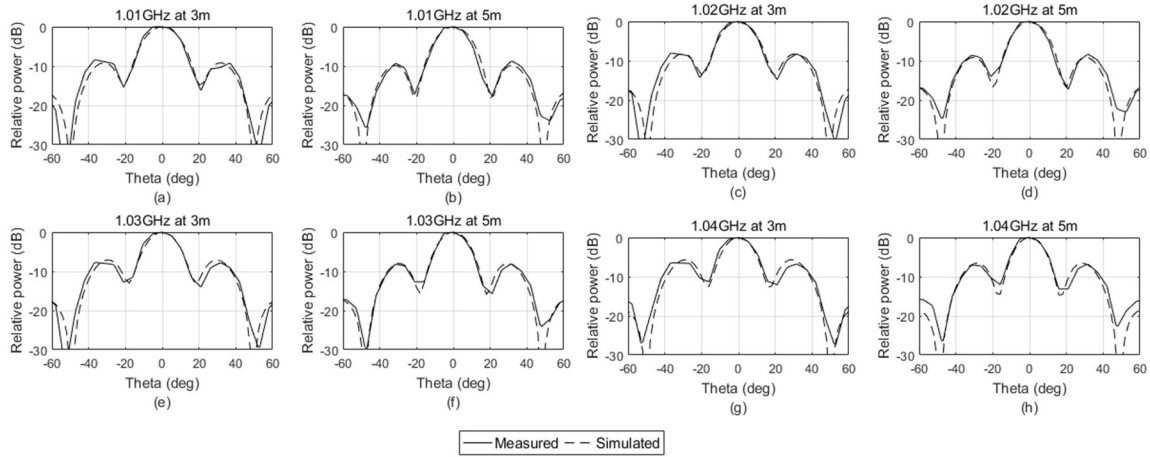 1.01GHz at 3m
Relative power (dB)
0
-10
-20
-30
-60 -40 -20 0 20 40 60
Theta (deg)
(a)
1.01GHz at 5m
Relative power (dB)
0
-10
-20
-30
-60 -40 -20 0 20 40 60
Theta (deg)
(b)
1.02GHz at 3m
Relative power (dB)
0
-10
-20
-30
-60 -40 -20 0 20 40 60
Theta (deg)
(c)
1.02GHz at 5m
Relative power (dB)
0
-10
-20
-30
-60 -40 -20 0 20 40 60
Theta (deg)
(d)
1.03GHz at 3m
Relative power (dB)
0
-10
-20
-30
-60 -40 -20 0 20 40 60
Theta (deg)
(e)
1.03GHz at 5m
Relative power (dB)
0
-10
-20
-30
-60 -40 -20 0 20 40 60
Theta (deg)
(f)
1.04GHz at 3m
Relative power (dB)
0
-10
-20
-30
-60 -40 -20 0 20 40 60
Theta (deg)
(g)
1.04GHz at 5m
Relative power (dB)
0
-10
-20
-30
-60 -40 -20 0 20 40 60
Theta (deg)
(h)
Measured Simulated